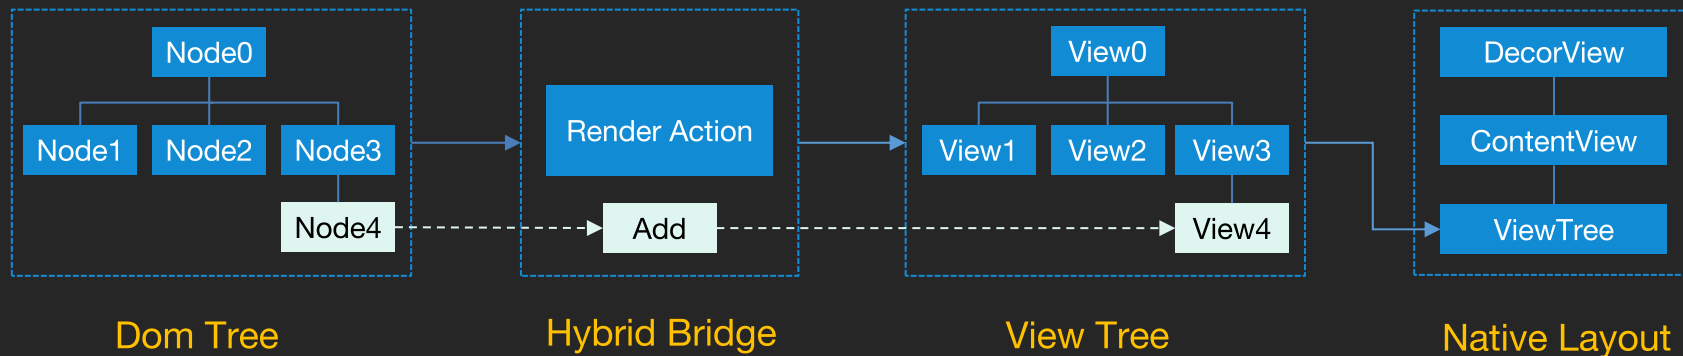 Node0
Node1
Node2
Node3
Node4
Dom Tree
Render Action
Add
Hybrid Bridge
View0
View1
View2
View3
View4
View Tree
DecorView
ContentView
ViewTree
Native Layout